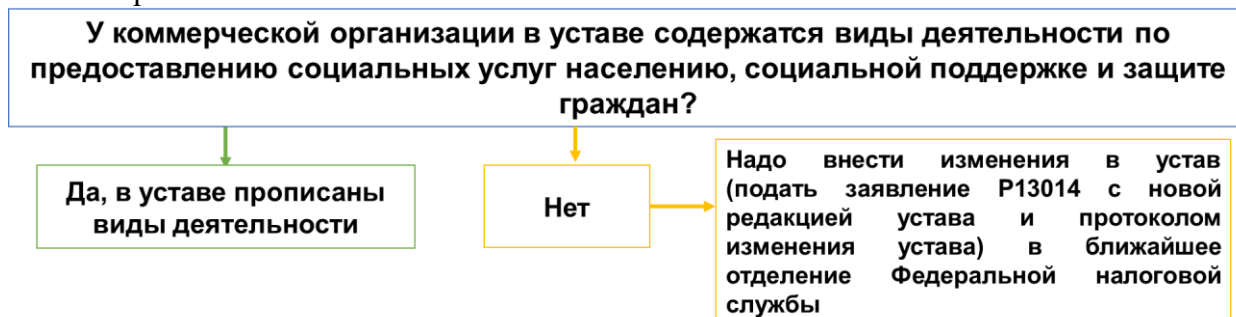 У коммерческой организации в уставе содержатся виды деятельности по
предоставлению социальных услуг населению, социальной поддержке и защите
граждан?
Да, в уставе прописаны
виды деятельности
Нет
Надо внести изменения в устав
(подать заявление Р13014 с новой
редакцией устава и протоколом
изменения устава) в ближайшее
отделение Федеральной налоговой
службы